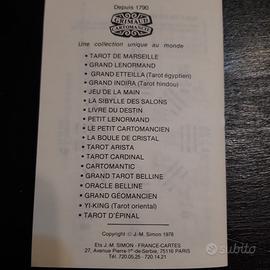 Depuis 1790
GRIMAUD
CARTOMANCIE
Une collection unique au monde
• TAROT DE MARSEILLE
• GRAND LENORMAND
• GRAND ETTEILLA (Tarot égyptien)
• GRAND INDIRA (Tarot hindou)
• JEU DE LA MAIN
• LA SIBYLLE DES SALONS
• LIVRE DU DESTIN
• PETIT LENORMAND
• LE PETIT CARTOMANCIEN
• LA BOULE DE CRISTAL
• TAROT ARISTA
• TAROT CARDINAL
• CARTOMANTIC
• GRAND TAROT BELLINE
• ORACLE BELLINE
• GRAND GÉOMANCIEN
• YI-KING (Tarot oriental)
• TAROT D'ÉPINAL
Copyright © J.-M. Simon 1978
Ets J.-M. SIMON - FRANCE-CARTES
27, Avenue Pierre-1er-de-Serbie, 75116 PARIS
Tél. 720.05.25 - 720.14.21
subito